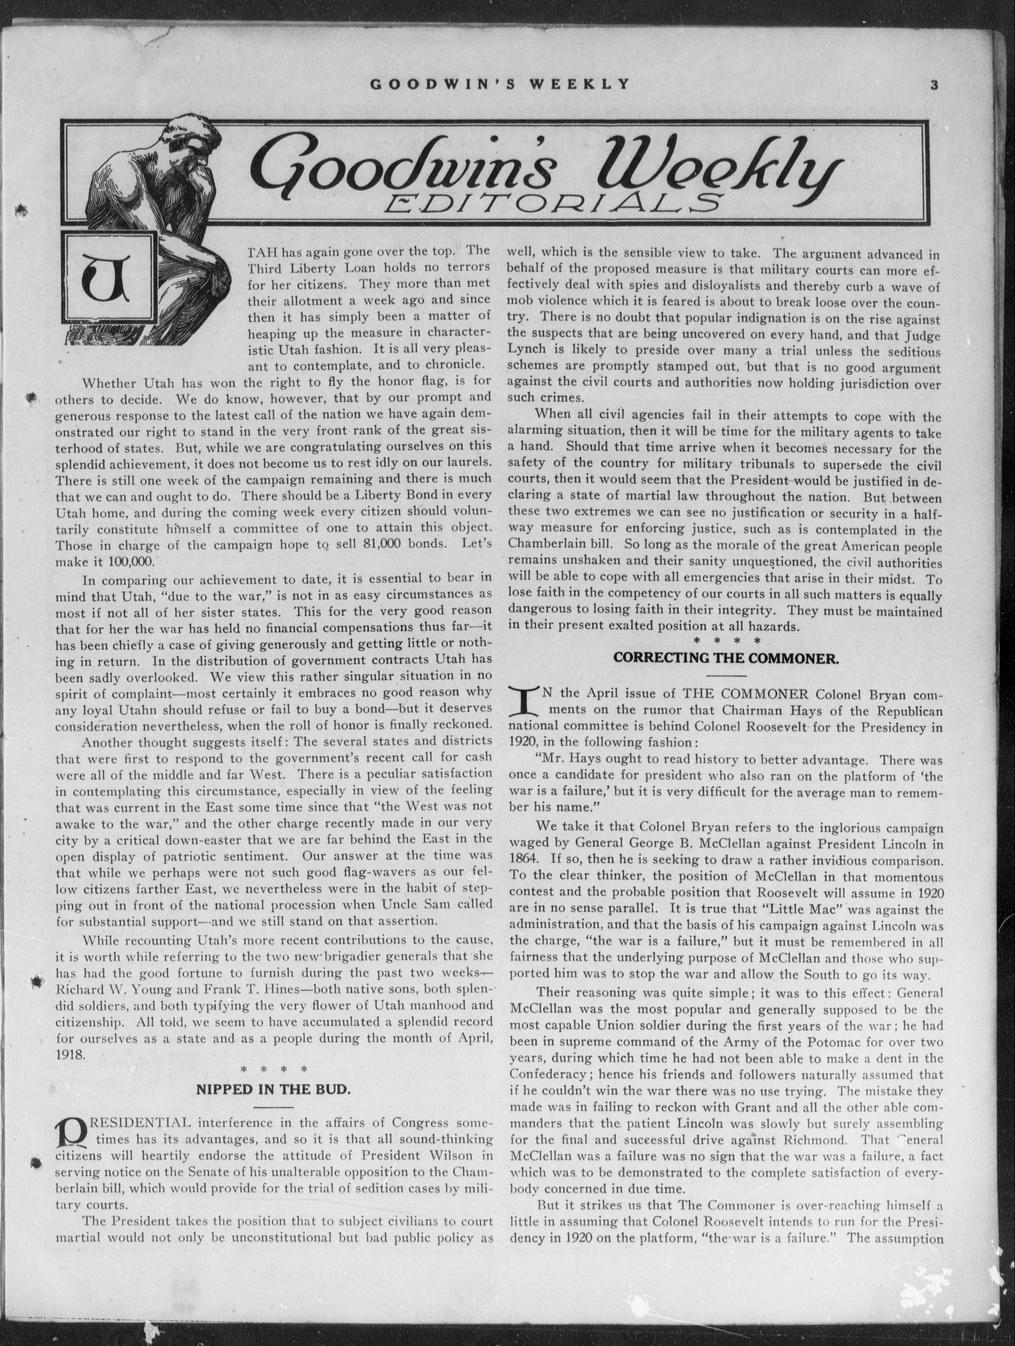 GOODWIN'S WEEKLY 3
Goodwin's Weekly
EDITORIALS
UTAH has again gone over the top. The
Third Liberty Loan holds no terrors
for her citizens. They more than met
their allotment a week ago and since
then it has simply been a matter of
heaping up the measure in character-
istic Utah fashion. It is all very pleas-
ant to contemplate, and to chronicle.
Whether Utah has won the right to fly the honor flag, is for
others to decide. We do know, however, that by our prompt and
generous response to the latest call of the nation we have again dem-
onstrated our right to stand in the very front rank of the great sis-
terhood of states. But, while we are congratulating ourselves on this
splendid achievement, it does not become us to rest idly on our laurels.
There is still one week of the campaign remaining and there is much
that we can and ought to do. There should be a Liberty Bond in every
Utah home, and during the coming week every citizen should volun-
tarily constitute himself a committee of one to attain this object.
Those in charge of the campaign hope to sell 81,000 bonds. Let's
make it 100,000.
In comparing our achievement to date, it is essential to bear in
mind that Utah, "due to the war," is not in as easy circumstances as
most if not all of her sister states. This for the very good reason
that for her the war has held no financial compensations thus far—it
has been chiefly a case of giving generously and getting little or noth-
ing in return. In the distribution of government contracts Utah has
been sadly overlooked. We view this rather singular situation in no
spirit of complaint—most certainly it embraces no good reason why
any loyal Utahn should refuse or fail to buy a bond—but it deserves
consideration nevertheless, when the roll of honor is finally reckoned.
Another thought suggests itself: The several states and districts
that were first to respond to the government's recent call for cash
were all of the middle and far West. There is a peculiar satisfaction
in contemplating this circumstance, especially in view of the feeling
that was current in the East some time since that "the West was not
awake to the war," and the other charge recently made in our very
city by a critical down-easter that we are far behind the East in the
open display of patriotic sentiment. Our answer at the time was
that while we perhaps were not such good flag-wavers as our fel-
low citizens farther East, we nevertheless were in the habit of step-
ping out in front of the national procession when Uncle Sam called
for substantial support—and we still stand on that assertion.
While recounting Utah's more recent contributions to the cause,
it is worth while referring to the two new brigadier generals that she
has had the good fortune to furnish during the past two weeks—
Richard W. Young and Frank T. Hines—both native sons, both splen-
did soldiers, and both typifying the very flower of Utah manhood and
citizenship. All told, we seem to have accumulated a splendid record
for ourselves as a state and as a people during the month of April,
1918.
* * * *
NIPPED IN THE BUD.
PRESIDENTIAL interference in the affairs of Congress some-
times has its advantages, and so it is that all sound-thinking
citizens will heartily endorse the attitude of President Wilson in
serving notice on the Senate of his unalterable opposition to the Cham-
berlain bill, which would provide for the trial of sedition cases by mili-
tary courts.
The President takes the position that to subject civilians to court
martial would not only be unconstitutional but bad public policy as
well, which is the sensible view to take. The argument advanced in
behalf of the proposed measure is that military courts can more ef-
fectively deal with spies and disloyalists and thereby curb a wave of
mob violence which it is feared is about to break loose over the coun-
try. There is no doubt that popular indignation is on the rise against
the suspects that are being uncovered on every hand, and that Judge
Lynch is likely to preside over many a trial unless the seditious
schemes are promptly stamped out, but that is no good argument
against the civil courts and authorities now holding jurisdiction over
such crimes.
When all civil agencies fail in their attempts to cope with the
alarming situation, then it will be time for the military agents to take
a hand. Should that time arrive when it becomes necessary for the
safety of the country for military tribunals to supersede the civil
courts, then it would seem that the President would be justified in de-
claring a state of martial law throughout the nation. But between
these two extremes we can see no justification or security in a half-
way measure for enforcing justice, such as is contemplated in the
Chamberlain bill. So long as the morale of the great American people
remains unshaken and their sanity unquestioned, the civil authorities
will be able to cope with all emergencies that arise in their midst. To
lose faith in the competency of our courts in all such matters is equally
dangerous to losing faith in their integrity. They must be maintained
in their present exalted position at all hazards.
* * * *
CORRECTING THE COMMONER.
IN the April issue of THE COMMONER Colonel Bryan com-
ments on the rumor that Chairman Hays of the Republican
national committee is behind Colonel Roosevelt for the Presidency in
1920, in the following fashion:
"Mr. Hays ought to read history to better advantage. There was
once a candidate for president who also ran on the platform of 'the
war is a failure,' but it is very difficult for the average man to remem-
ber his name."
We take it that Colonel Bryan refers to the inglorious campaign
waged by General George B. McClellan against President Lincoln in
1864. If so, then he is seeking to draw a rather invidious comparison.
To the clear thinker, the position of McClellan in that momentous
contest and the probable position that Roosevelt will assume in 1920
are in no sense parallel. It is true that "Little Mac" was against the
administration, and that the basis of his campaign against Lincoln was
the charge, "the war is a failure," but it must be remembered in all
fairness that the underlying purpose of McClellan and those who sup-
ported him was to stop the war and allow the South to go its way.
Their reasoning was quite simple; it was to this effect: General
McClellan was the most popular and generally supposed to be the
most capable Union soldier during the first years of the war; he had
been in supreme command of the Army of the Potomac for over two
years, during which time he had not been able to make a dent in the
Confederacy; hence his friends and followers naturally assumed that
if he couldn't win the war there was no use trying. The mistake they
made was in failing to reckon with Grant and all the other able com-
manders that the patient Lincoln was slowly but surely assembling
for the final and successful drive against Richmond. That General
McClellan was a failure was no sign that the war was a failure, a fact
which was to be demonstrated to the complete satisfaction of every-
body concerned in due time.
But it strikes us that The Commoner is over-reaching himself a
little in assuming that Colonel Roosevelt intends to run for the Presi-
dency in 1920 on the platform, "the war is a failure." The assumption